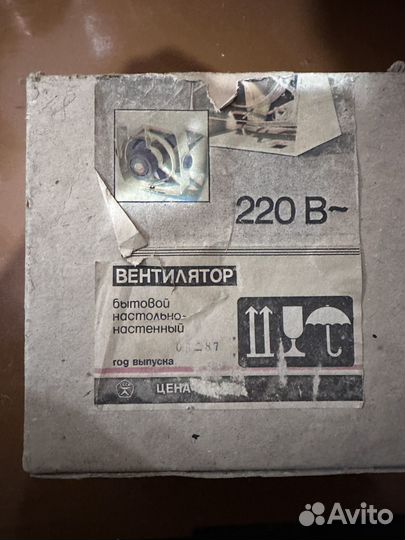 220 В~
ВЕНТИЛЯТОР
бытовой
настольно-
настенный
год выпуска
ЦЕНА
Avito